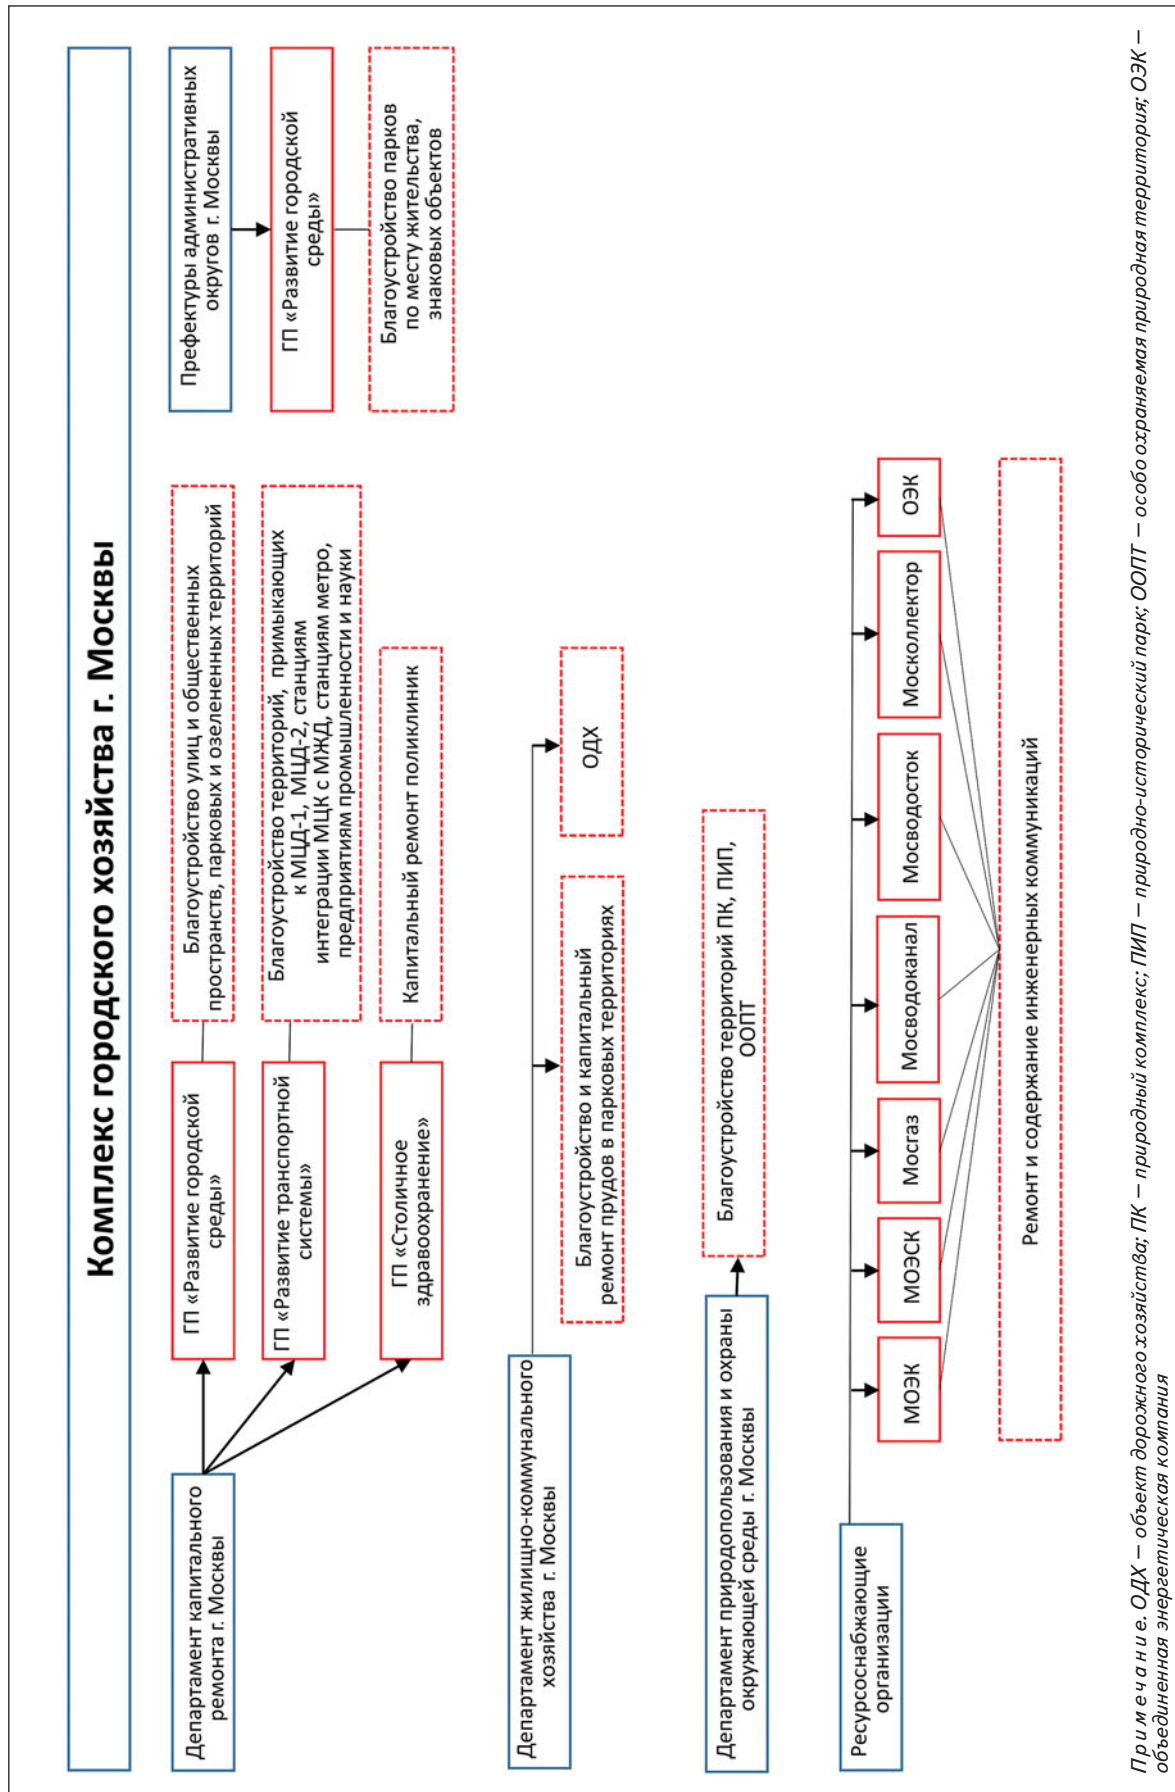 Комплекс городского хозяйства г. Москвы
Департамент капитального
ремонта г. Москвы
ГП «Развитие городской
среды»
Благоустройство улиц и общественных
пространств, парковых и озелененных территорий
ГП «Развитие транспортной
системы»
Благоустройство территорий, примыкающих
к МЦД-1, МЦД-2, станциям
интеграции МЦК с МЖД, станциям метро,
предприятиям промышленности и науки
ГП «Столичное
здравоохранение»
Капитальный ремонт поликлиник
Префектуры административных
округов г. Москвы
ГП «Развитие городской
среды»
Благоустройство парков
по месту жительства,
знаковых объектов
Департамент жилищно-коммунального
хозяйства г. Москвы
Благоустройство и капитальный
ремонт прудов в парковых территориях
ОДХ
Департамент природопользования и охраны
окружающей среды г. Москвы
Благоустройство территорий ПК, ПИП,
ООПТ
Ресурсоснабжающие
организации
МОЭК
МОЭСК
Мосгаз
Мосводоканал
Мосводосток
Москоллектор
ОЭК
Ремонт и содержание инженерных коммуникаций
Примечание. ОДХ – объект дорожного хозяйства; ПК – природный комплекс; ПИП – природно-исторический парк; ООПТ – особо охраняемая природная территория; ОЭК –
объединенная энергетическая компания